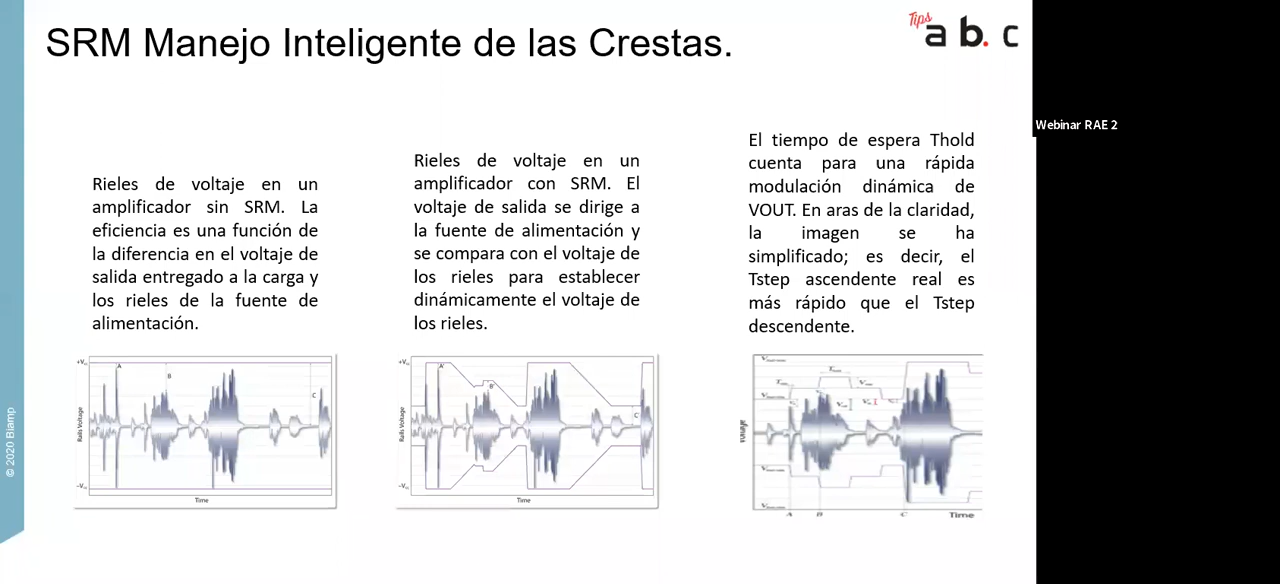 SRM Manejo Inteligente de las Crestas.
Tips
a b. c
Webinar RAE 2
Rieles de voltaje en un
amplificador sin SRM. La
eficiencia es una función de
la diferencia en el voltaje de
salida entregado a la carga y
los rieles de la fuente de
alimentación.
Rieles de voltaje en un
amplificador con SRM. El
voltaje de salida se dirige a
la fuente de alimentación y
se compara con el voltaje de
los rieles para establecer
dinámicamente el voltaje de
los rieles.
El tiempo de espera Thold
cuenta para una rápida
modulación dinámica de
VOUT. En aras de la claridad,
la imagen se ha
simplificado; es decir, el
Tstep ascendente real es
más rápido que el Tstep
descendente.
A
B
C
Rails Voltage
Time
A'
B'
C'
Rails Voltage
Time
Voltage
A B C Time
© 2020 Biamp